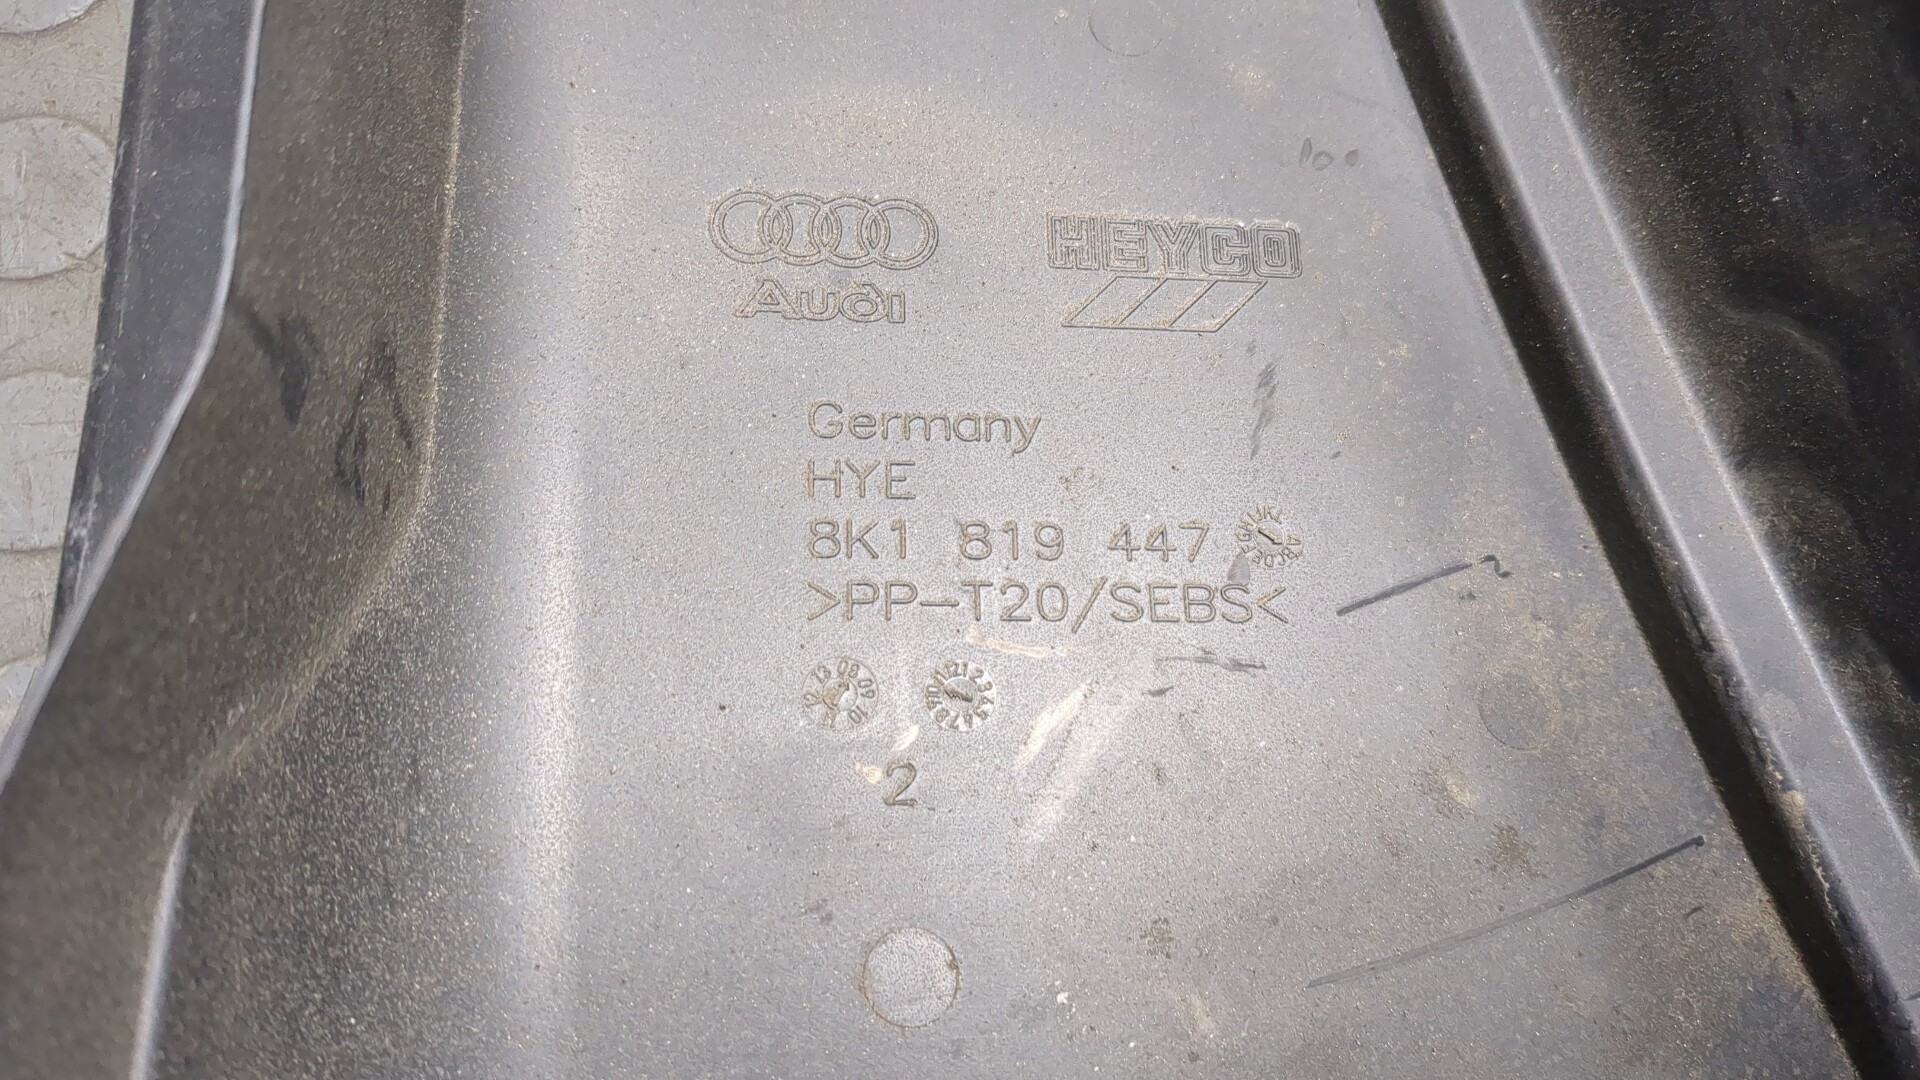 Audi
HEYCO
Germany
HYE
8K1 819 447
>PP-T20/SEBS<
2